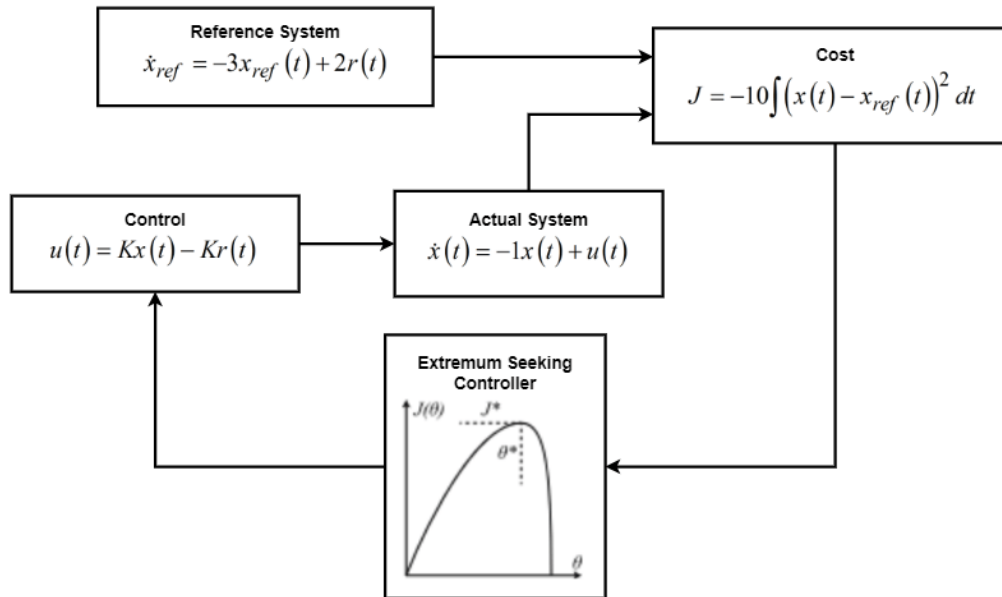 Reference System
ẋ_ref = −3x_ref(t) + 2r(t)
Cost
J = −10∫(x(t) − x_ref(t))² dt
Control
u(t) = Kx(t) − Kr(t)
Actual System
ẋ(t) = −1x(t) + u(t)
Extremum Seeking
Controller
J(θ)
J*
θ*
θ